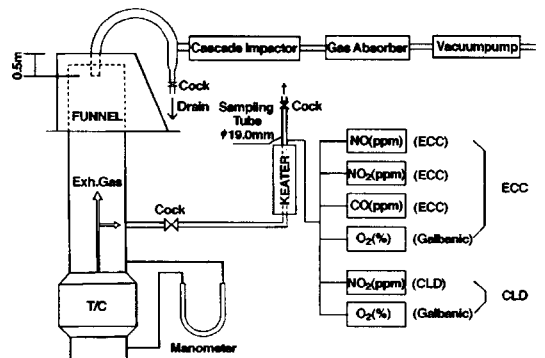 0.5m
Cascade Impactor
Gas Absorber
Vacuumpump
Cock
Drain
FUNNEL
Sampling
Tube
φ19.0mm
Cock
KEATER
Exh.Gas
Cock
T/C
Manometer
NO(ppm) (ECC)
NO₂(ppm) (ECC)
CO(ppm) (ECC)
O₂(%) (Galbanic)
ECC
NO₂(ppm) (CLD)
O₂(%) (Galbanic)
CLD